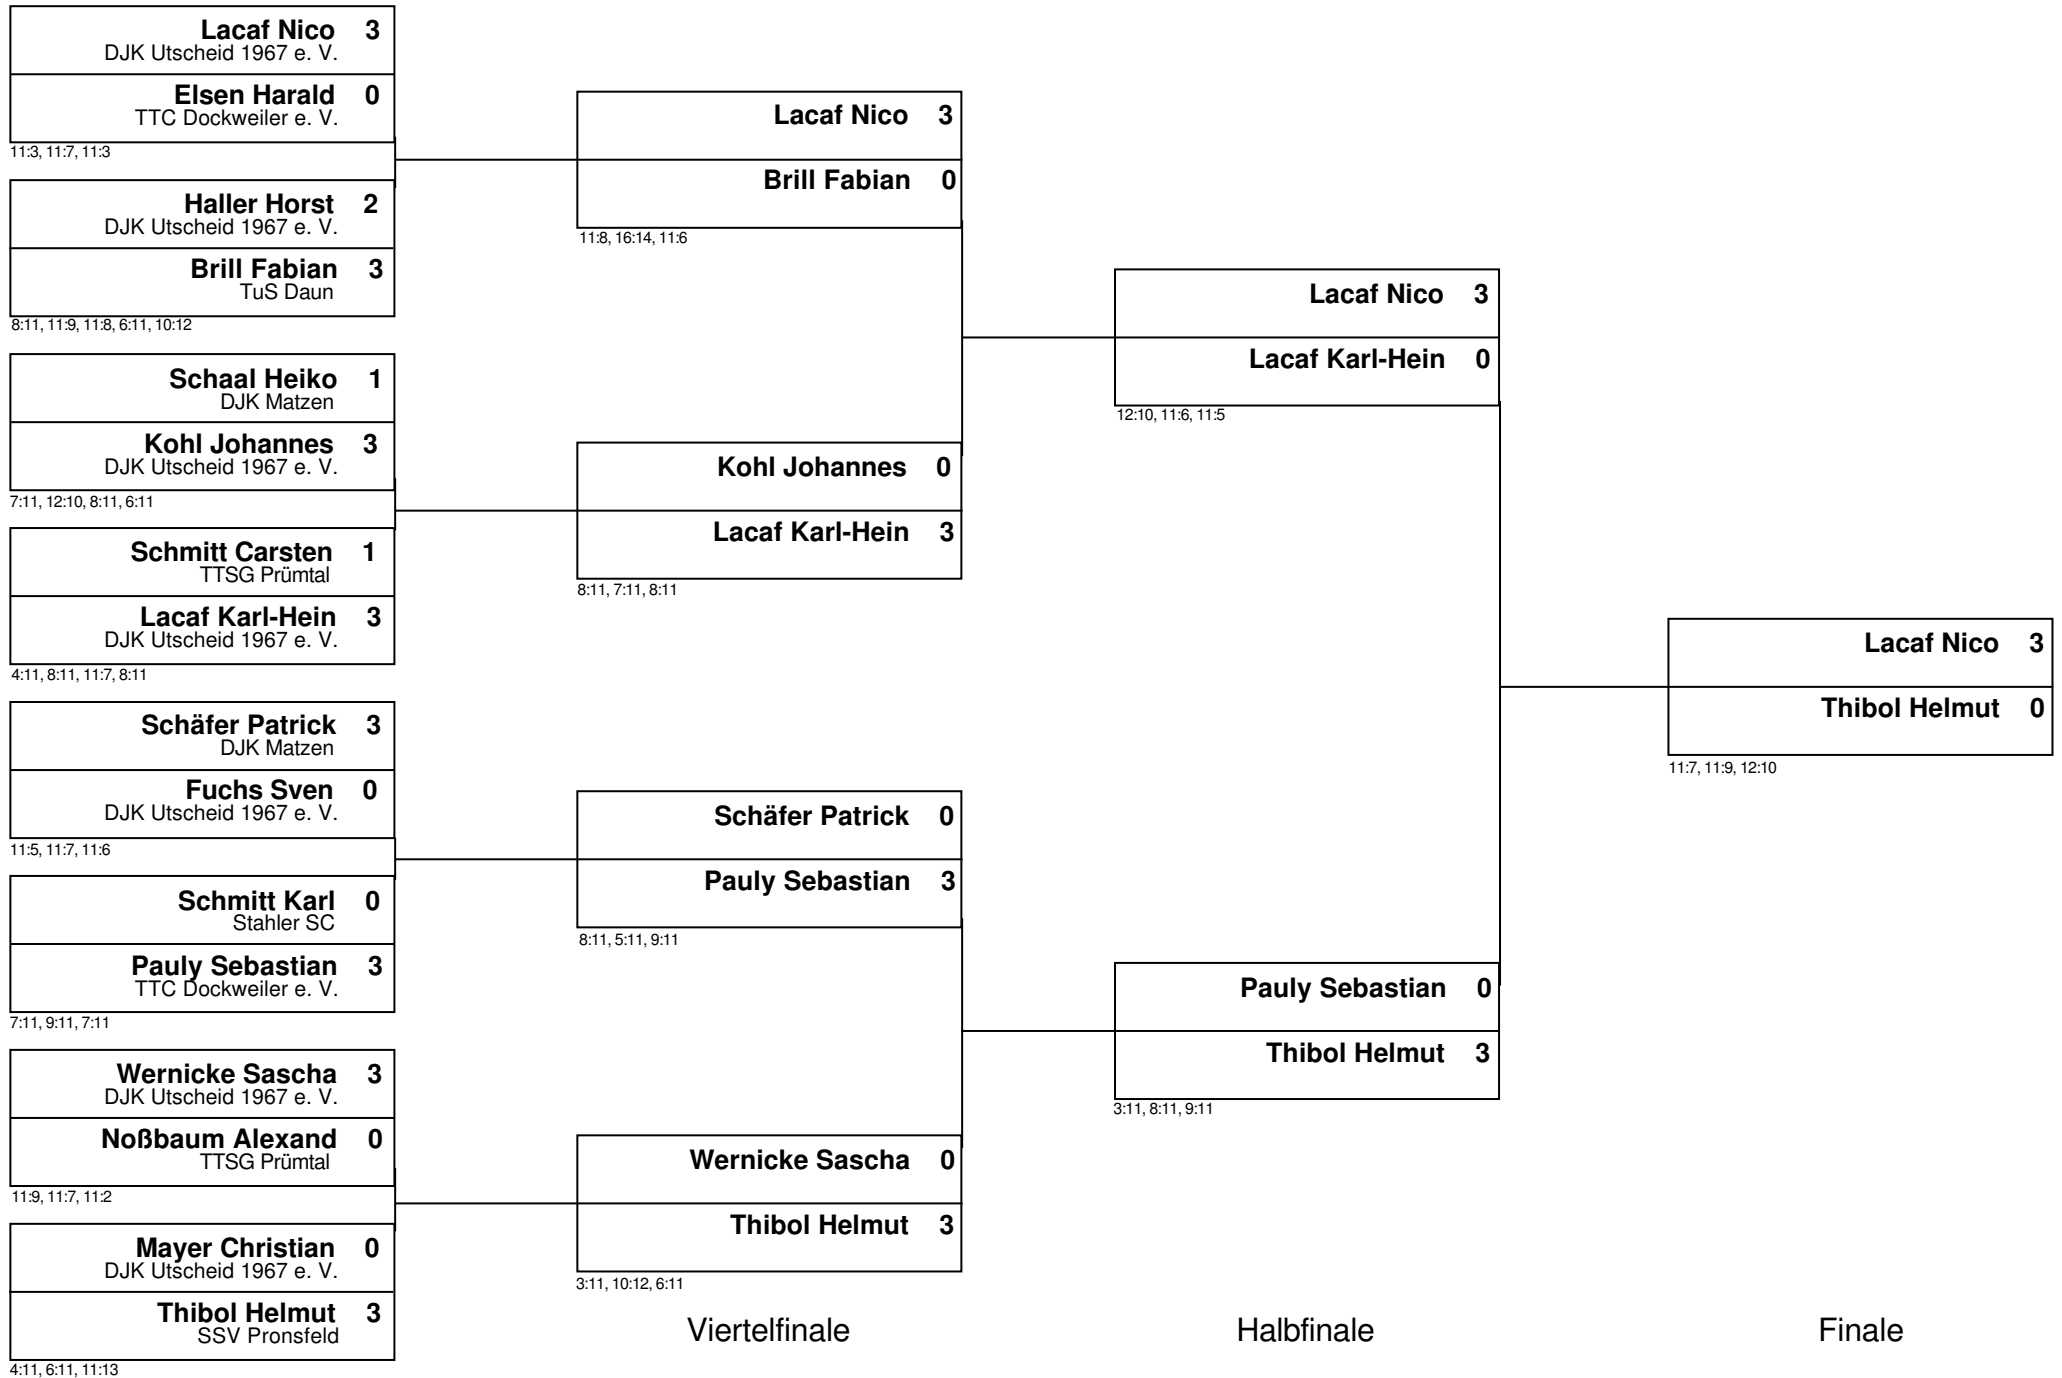 Lacaf Nico 3
DJK Utscheid 1967 e. V.
Elsen Harald 0
TTC Dockweiler e. V.
11:3, 11:7, 11:3
Haller Horst 2
DJK Utscheid 1967 e. V.
Brill Fabian 3
TuS Daun
8:11, 11:9, 11:8, 6:11, 10:12
Schaal Heiko 1
DJK Matzen
Kohl Johannes 3
DJK Utscheid 1967 e. V.
7:11, 12:10, 8:11, 6:11
Schmitt Carsten 1
TTSG Prümtal
Lacaf Karl-Hein 3
DJK Utscheid 1967 e. V.
4:11, 8:11, 11:7, 8:11
Schäfer Patrick 3
DJK Matzen
Fuchs Sven 0
DJK Utscheid 1967 e. V.
11:5, 11:7, 11:6
Schmitt Karl 0
Stahler SC
Pauly Sebastian 3
TTC Dockweiler e. V.
7:11, 9:11, 7:11
Wernicke Sascha 3
DJK Utscheid 1967 e. V.
Noßbaum Alexand 0
TTSG Prümtal
11:9, 11:7, 11:2
Mayer Christian 0
DJK Utscheid 1967 e. V.
Thibol Helmut 3
SSV Pronsfeld
4:11, 6:11, 11:13
Lacaf Nico 3
Brill Fabian 0
11:8, 16:14, 11:6
Kohl Johannes 0
Lacaf Karl-Hein 3
8:11, 7:11, 8:11
Schäfer Patrick 0
Pauly Sebastian 3
8:11, 5:11, 9:11
Wernicke Sascha 0
Thibol Helmut 3
3:11, 10:12, 6:11
Viertelfinale
Lacaf Nico 3
Lacaf Karl-Hein 0
12:10, 11:6, 11:5
Pauly Sebastian 0
Thibol Helmut 3
3:11, 8:11, 9:11
Halbfinale
Lacaf Nico 3
Thibol Helmut 0
11:7, 11:9, 12:10
Finale